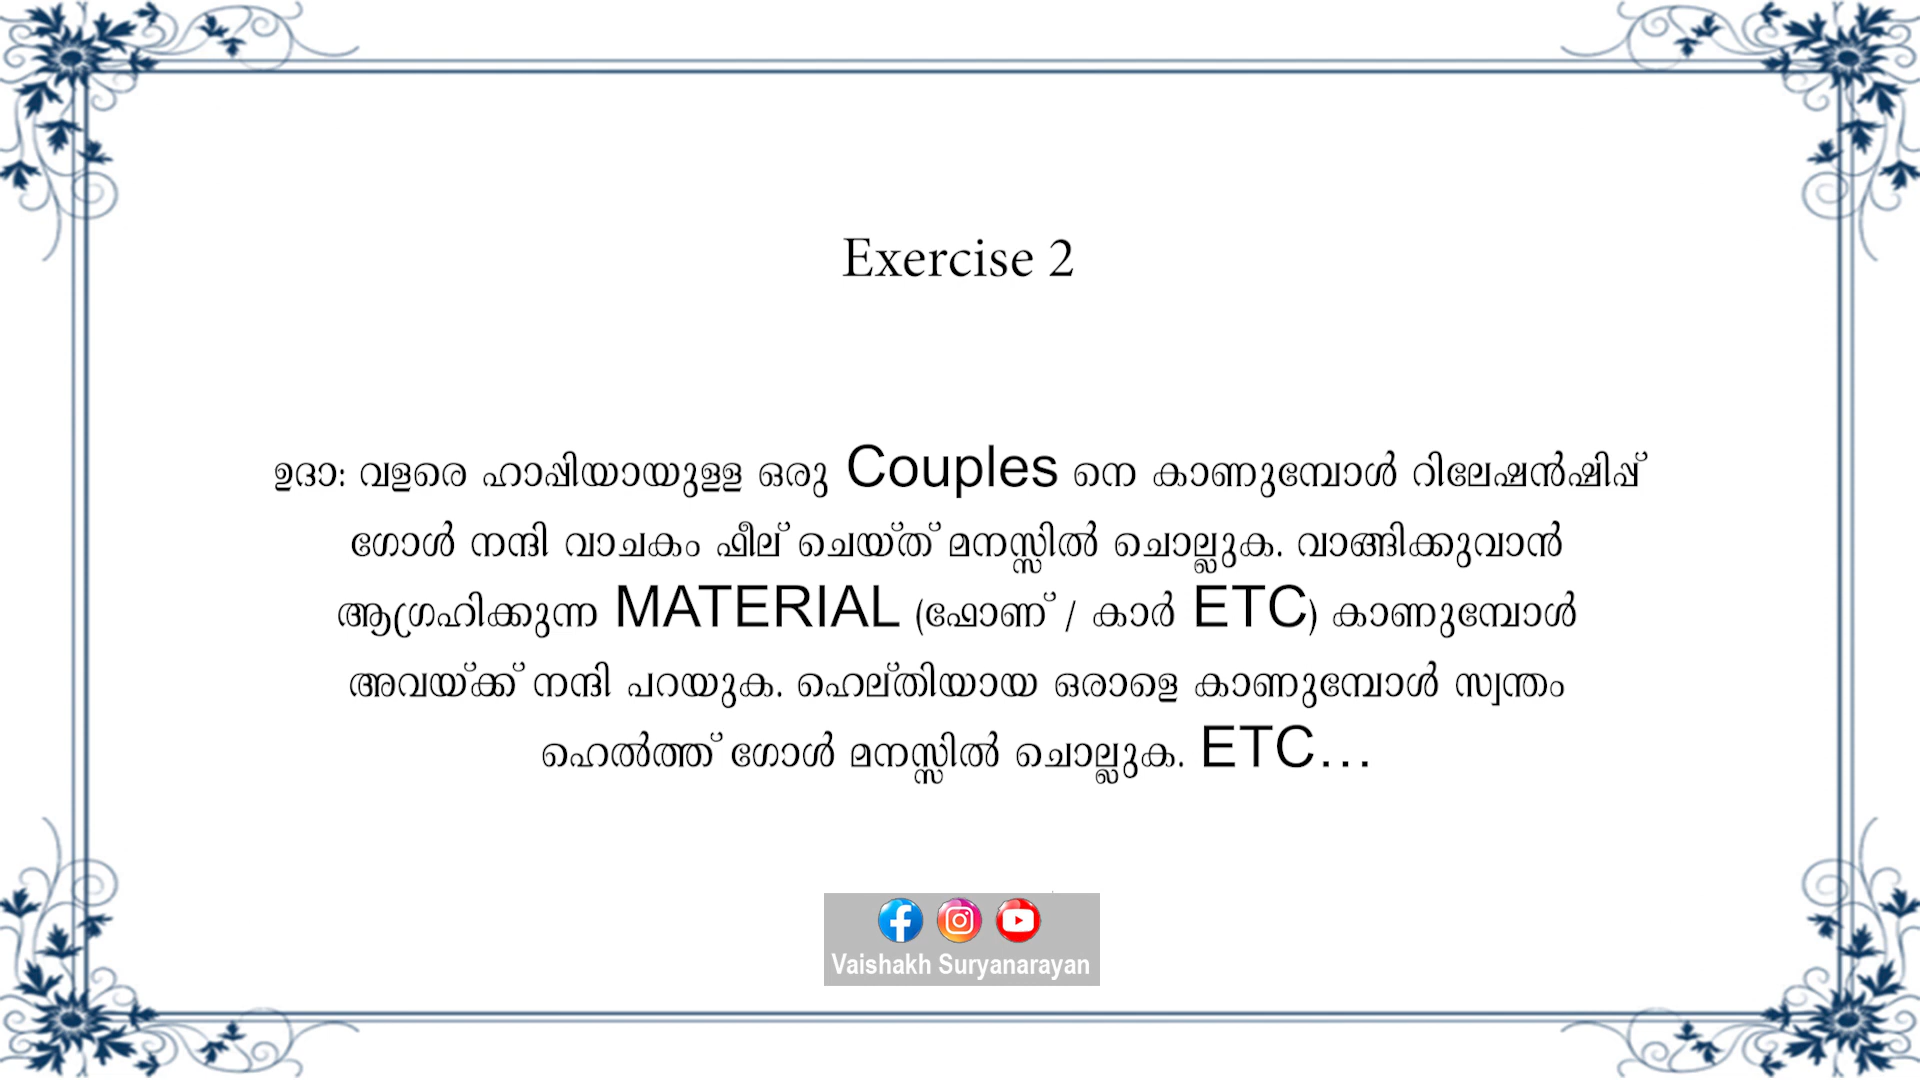 Exercise 2
ഉദാ: വളരെ ഹാപ്പിയായുള്ള ഒരു Couples നെ കാണുമ്പോൾ റിലേഷൻഷിപ്പ്
ഗോൾ നന്ദി വാചകം ഫീല് ചെയ്ത് മനസ്സിൽ ചൊല്ലുക. വാങ്ങിക്കുവാൻ
ആഗ്രഹിക്കുന്ന MATERIAL (ഫോണ് / കാർ ETC) കാണുമ്പോൾ
അവയ്ക്ക് നന്ദി പറയുക. ഹെല്തിയായ ഒരാളെ കാണുമ്പോൾ സ്വന്തം
ഹെൽത്ത് ഗോൾ മനസ്സിൽ ചൊല്ലുക. ETC...
Vaishakh Suryanarayan